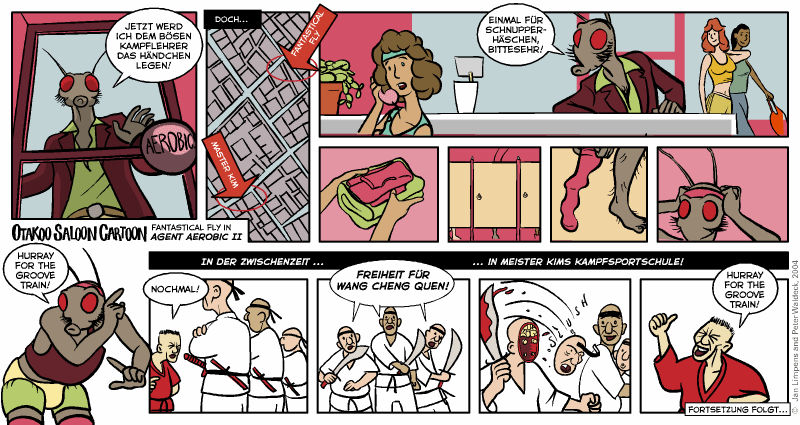 JETZT WERD
ICH DEM BÖSEN
KAMPFLEHRER
DAS HÄNDCHEN
LEGEN!
AEROBIC
DOCH...
FANTASTICAL
FLY
MASTER KIM
EINMAL FÜR
SCHNUPPER-
HÄSCHEN,
BITTESEHR!
OTAKOO SALOON CARTOON
FANTASTICAL FLY IN
AGENT AEROBIC II
HURRAY
FOR THE
GROOVE
TRAIN!
IN DER ZWISCHENZEIT ...
... IN MEISTER KIMS KAMPFSPORTSCHULE!
NOCHMAL!
FREIHEIT FÜR
WANG CHENG QUEN!
SPLUSH
HURRAY
FOR THE
GROOVE
TRAIN!
FORTSETZUNG FOLGT...
© Jan Limpens and Peter Waldeck, 2004